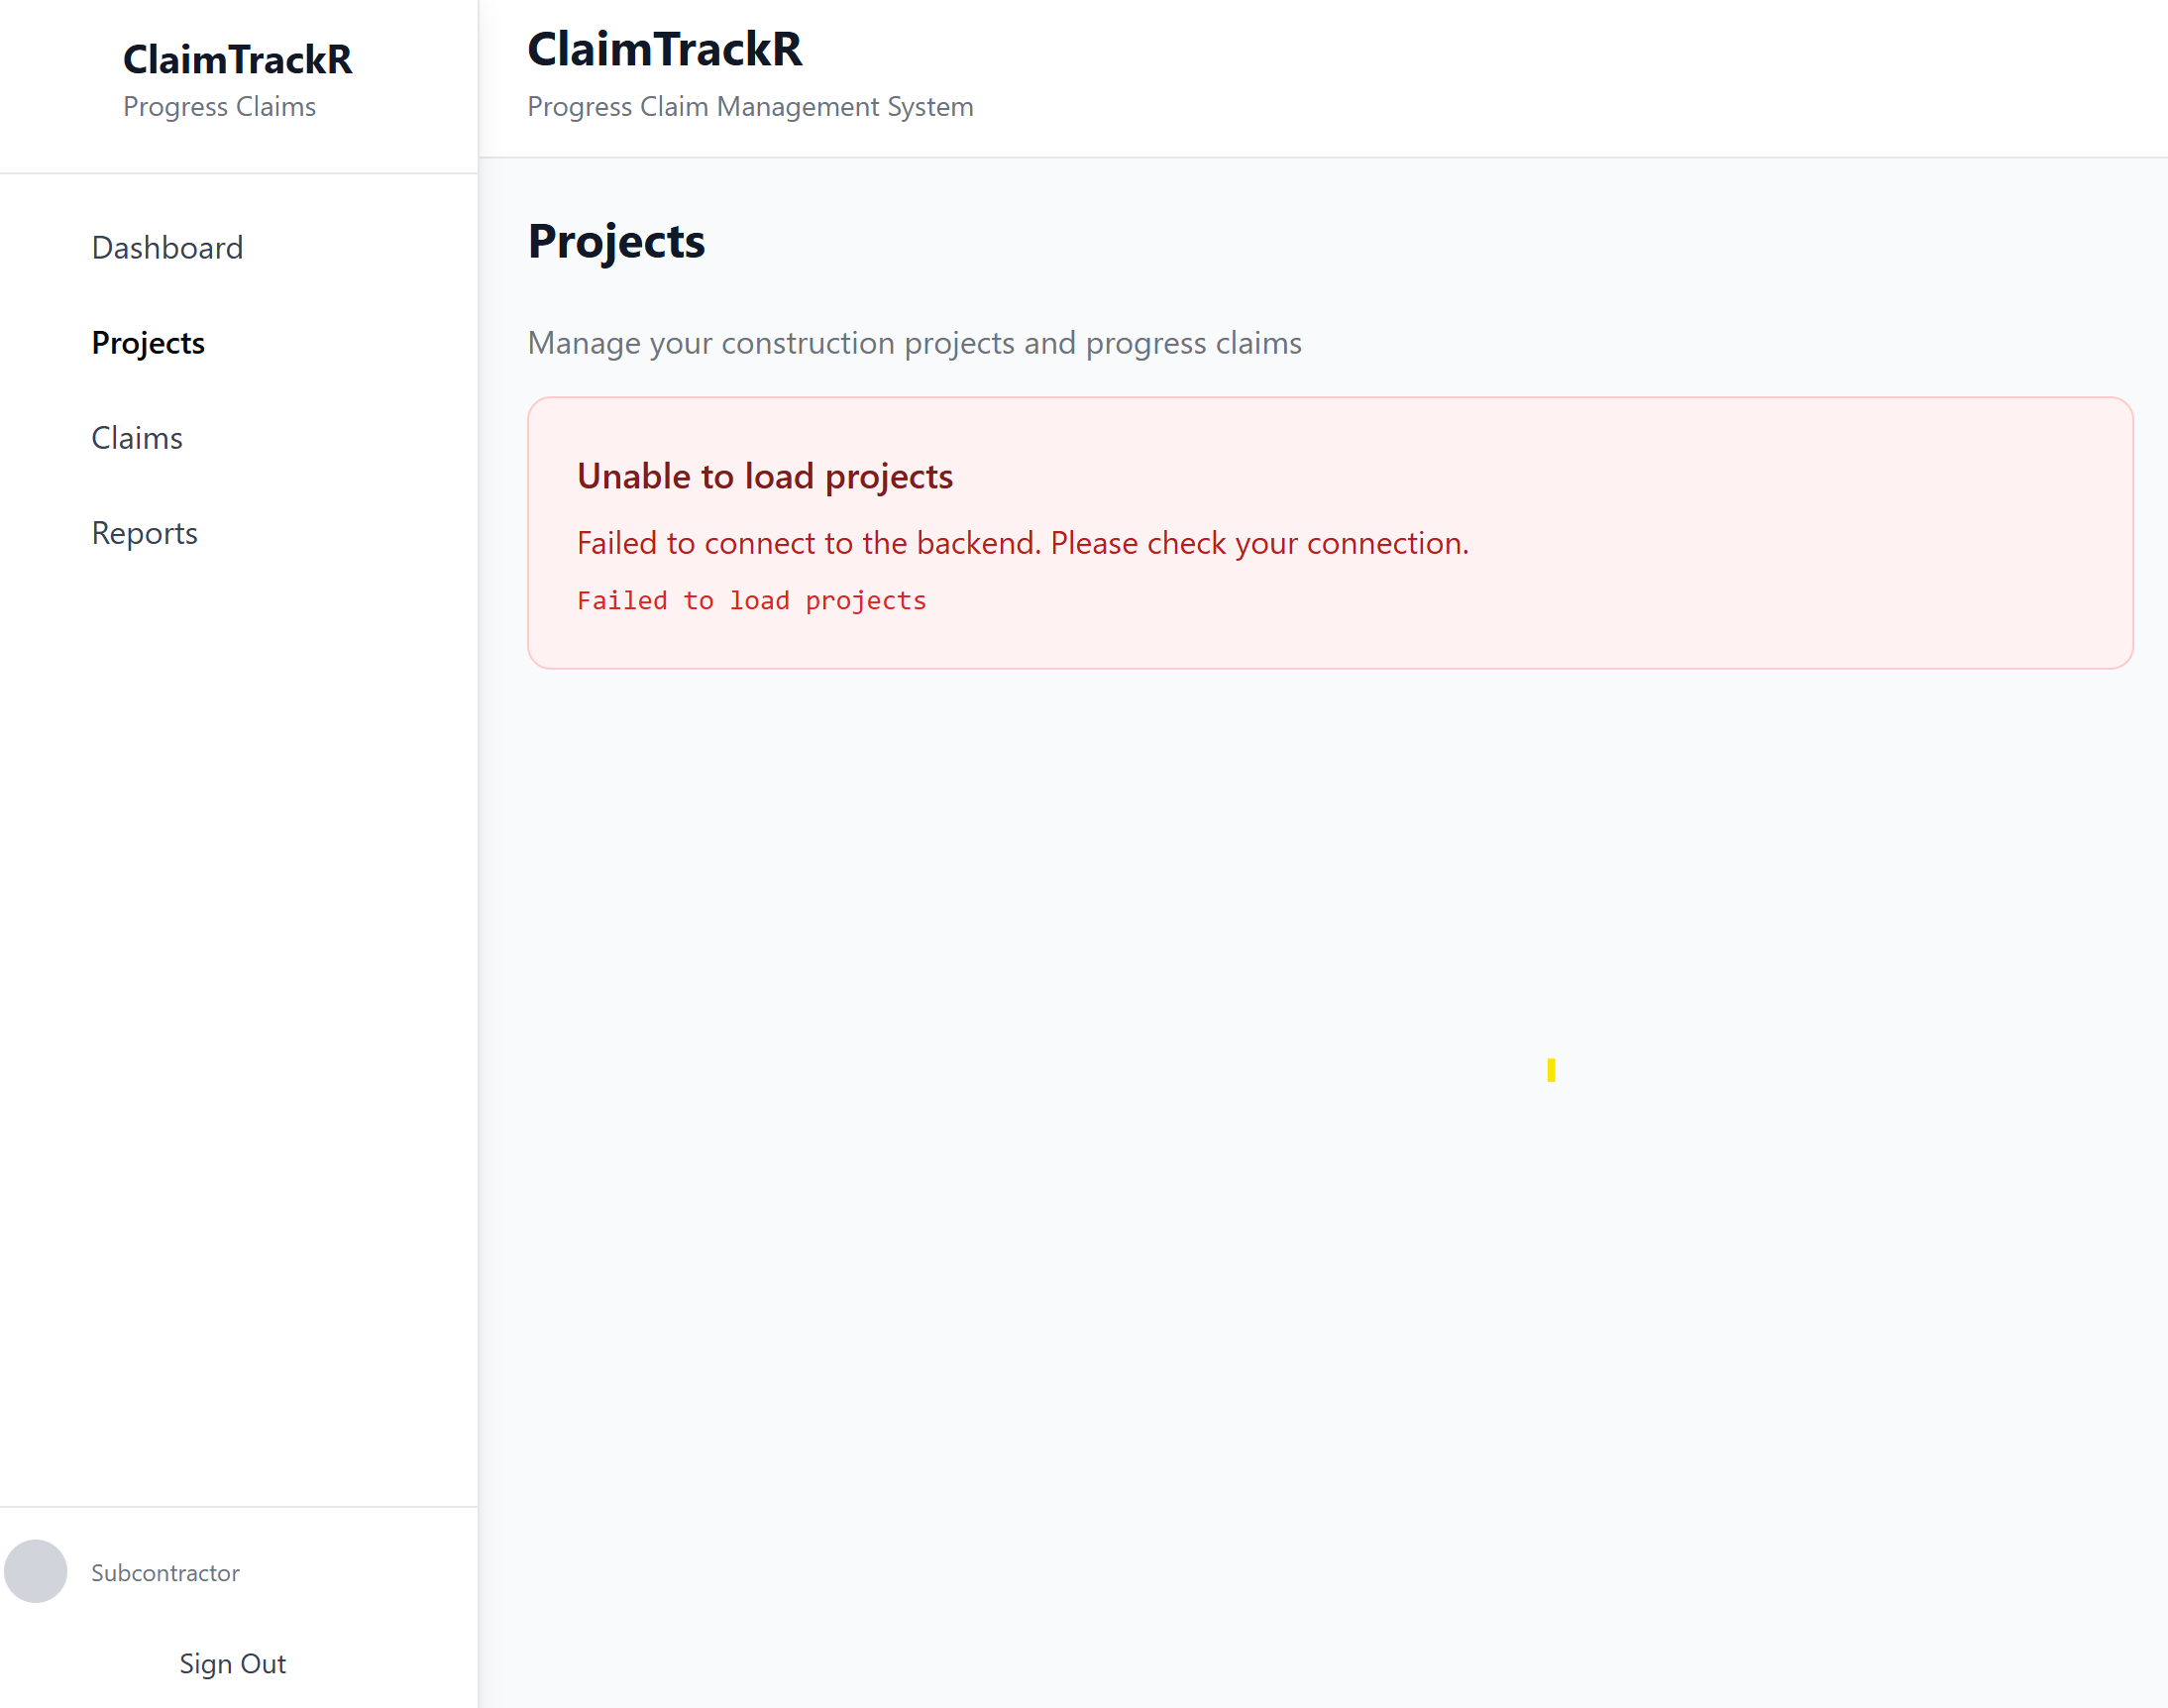 ClaimTrackR
Progress Claims
Dashboard
Projects
Claims
Reports
Subcontractor
Sign Out
ClaimTrackR
Progress Claim Management System
Projects
Manage your construction projects and progress claims
Unable to load projects
Failed to connect to the backend. Please check your connection.
Failed to load projects